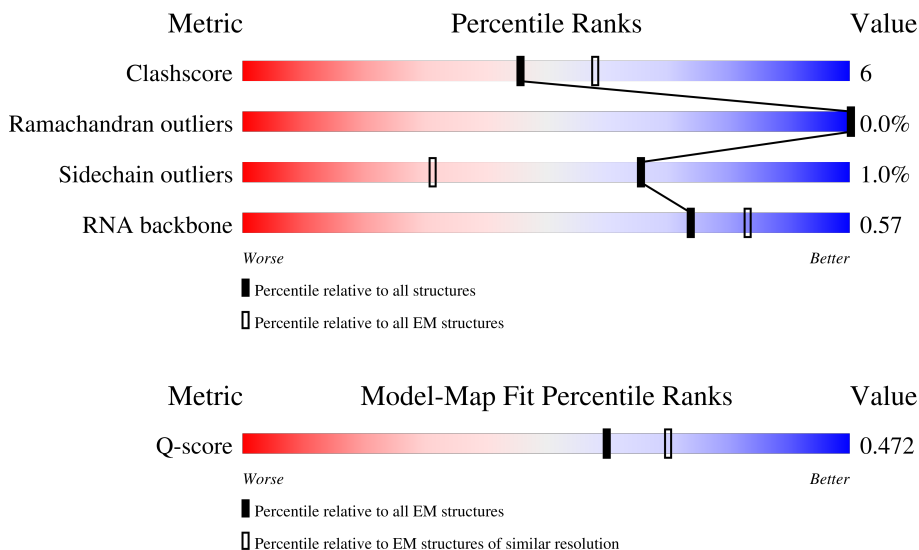 Metric Percentile Ranks Value
Clashscore 6
Ramachandran outliers 0.0%
Sidechain outliers 1.0%
RNA backbone 0.57
Worse Better
Percentile relative to all structures
Percentile relative to all EM structures
Metric Model-Map Fit Percentile Ranks Value
Q-score 0.472
Worse Better
Percentile relative to all EM structures
Percentile relative to EM structures of similar resolution